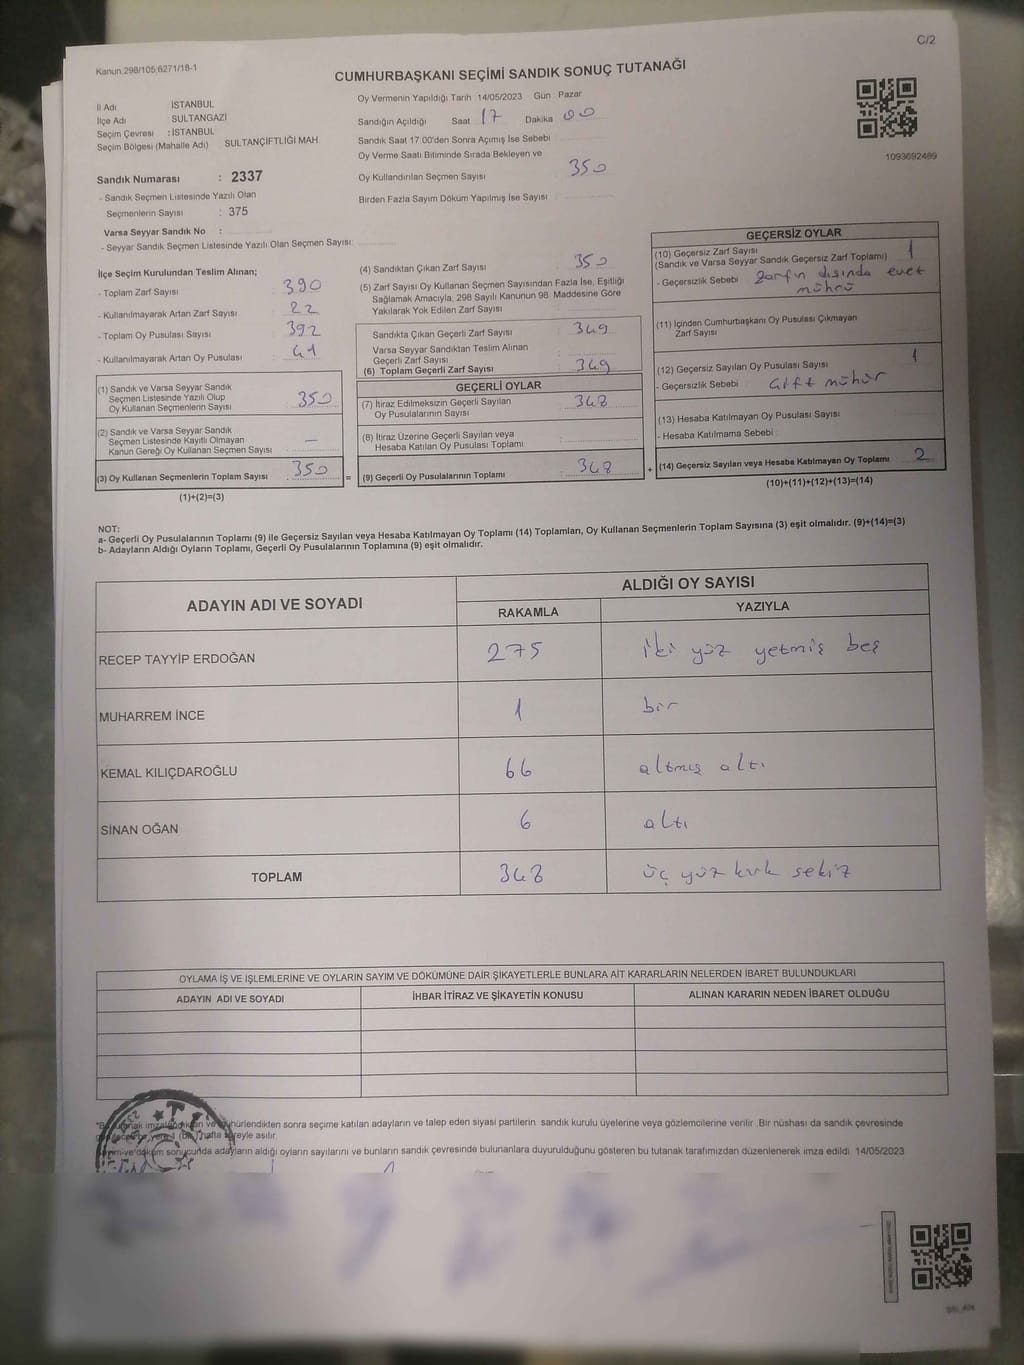 C/2
Kanun,298/105,6271/18-1
CUMHURBAŞKANI SEÇİMİ SANDIK SONUÇ TUTANAĞI
İl Adı İSTANBUL
İlçe Adı SULTANGAZİ
Seçim Çevresi : İSTANBUL
Seçim Bölgesi (Mahalle Adı) SULTANÇİFTLİĞİ MAH
Sandık Numarası : 2337
- Sandık Seçmen Listesinde Yazılı Olan
Seçmenlerin Sayısı : 375
Varsa Seyyar Sandık No :
- Seyyar Sandık Seçmen Listesinde Yazılı Olan Seçmen Sayısı:
Oy Vermenin Yapıldığı Tarih 14/05/2023 Gün : Pazar
Sandığın Açıldığı Saat 17 Dakika 00
Sandık Saat 17 00'den Sonra Açımış İse Sebebi
Oy Verme Saati Bitiminde Sırada Bekleyen ve
Oy Kullandırılan Seçmen Sayısı 350
Birden Fazla Sayım Döküm Yapılmış İse Sayısı
1093692489
İlçe Seçim Kurulundan Teslim Alınan;
- Toplam Zarf Sayısı 390
- Kullanılmayarak Artan Zarf Sayısı 22
- Toplam Oy Pusulası Sayısı 392
- Kullanılmayarak Artan Oy Pusulası 41
(1) Sandık ve Varsa Seyyar Sandık
Seçmen Listesinde Yazılı Olup
Oy Kullanan Seçmenlerin Sayısı 350
(2) Sandık ve Varsa Seyyar Sandık
Seçmen Listesinde Kayıtlı Olmayan
Kanun Gereği Oy Kullanan Seçmen Sayısı —
(3) Oy Kullanan Seçmenlerin Toplam Sayısı 350 =
(1)+(2)=(3)
(4) Sandıktan Çıkan Zarf Sayısı 350
(5) Zarf Sayısı Oy Kullanan Seçmen Sayısından Fazla İse, Eşitliği
Sağlamak Amacıyla, 298 Sayılı Kanunun 98. Maddesine Göre
Yakılarak Yok Edilen Zarf Sayısı
Sandıkta Çıkan Geçerli Zarf Sayısı 349
Varsa Seyyar Sandıktan Teslim Alınan
Geçerli Zarf Sayısı
(6) Toplam Geçerli Zarf Sayısı 349
GEÇERLİ OYLAR
(7) İtiraz Edilmeksizin Geçerli Sayılan
Oy Pusulalarının Sayısı 348
(8) İtiraz Üzerine Geçerli Sayılan veya
Hesaba Katılan Oy Pusulası Toplamı
(9) Geçerli Oy Pusulalarının Toplamı 348 +
GEÇERSİZ OYLAR
(10) Geçersiz Zarf Sayısı 1
(Sandık ve Varsa Seyyar Sandık Geçersiz Zarf Toplamı)
- Geçersizlik Sebebi zarfın dışında evet
mührü
(11) İçinden Cumhurbaşkanı Oy Pusulası Çıkmayan
Zarf Sayısı
(12) Geçersiz Sayılan Oy Pusulası Sayısı 1
- Geçersizlik Sebebi çift mühür
(13) Hesaba Katılmayan Oy Pusulası Sayısı
- Hesaba Katılmama Sebebi
(14) Geçersiz Sayılan veya Hesaba Katılmayan Oy Toplamı 2
(10)+(11)+(12)+(13)=(14)
NOT:
a- Geçerli Oy Pusulalarının Toplamı (9) ile Geçersiz Sayılan veya Hesaba Katılmayan Oy Toplamı (14) Toplamları, Oy Kullanan Seçmenlerin Toplam Sayısına (3) eşit olmalıdır. (9)+(14)=(3)
b- Adayların Aldığı Oyların Toplamı, Geçerli Oy Pusulalarının Toplamına (9) eşit olmalıdır.
ADAYIN ADI VE SOYADI ALDIĞI OY SAYISI
RAKAMLA YAZIYLA
RECEP TAYYİP ERDOĞAN 275 iki yüz yetmiş beş
MUHARREM İNCE 1 bir
KEMAL KILIÇDAROĞLU 66 altmış altı
SİNAN OĞAN 6 altı
TOPLAM 348 üç yüz kırk sekiz
OYLAMA İŞ VE İŞLEMLERİNE VE OYLARIN SAYIM VE DÖKÜMÜNE DAİR ŞİKAYETLERLE BUNLARA AİT KARARLARIN NELERDEN İBARET BULUNDUKLARI
ADAYIN ADI VE SOYADI İHBAR İTİRAZ VE ŞİKAYETİN KONUSU ALINAN KARARIN NEDEN İBARET OLDUĞU
sonra seçime katılan adayların ve talep eden siyasi partilerin sandık kurulu üyelerine veya gözlemcilerine verilir. Bir nüshası da sandık çevresinde
yere 1 (bir) hafta süreyle asılır.
sonucunda adayların aldığı oyların sayılarını ve bunların sandık çevresinde bulunanlara duyurulduğunu gösteren bu tutanak tarafımızdan düzenlenerek imza edildi. 14/05/2023